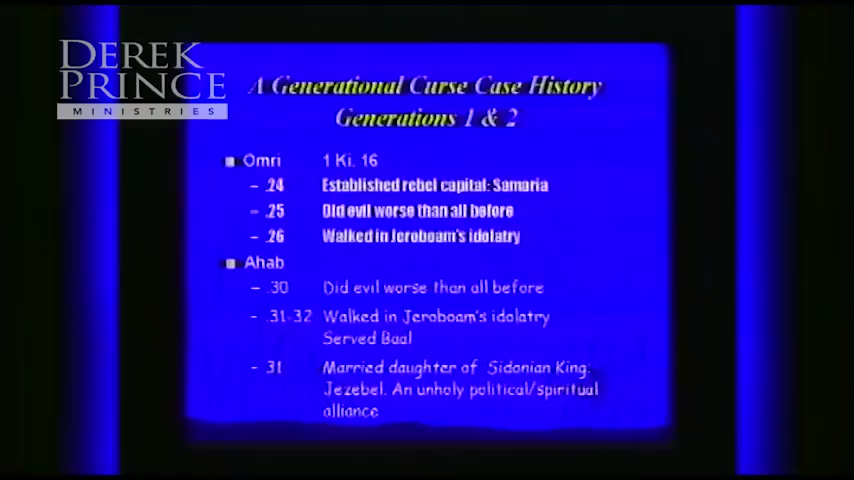 DEREK
PRINCE
MINISTRIES
A Generational Curse Case History
Generations 1 & 2
Omri 1 Ki. 16
– .24 Established rebel capital: Samaria
– .25 Did evil worse than all before
– .26 Walked in Jeroboam's idolatry
Ahab
– .30 Did evil worse than all before
– .31-32 Walked in Jeroboam's idolatry
Served Baal
– .31 Married daughter of Sidonian King:
Jezebel. An unholy political/spiritual
alliance